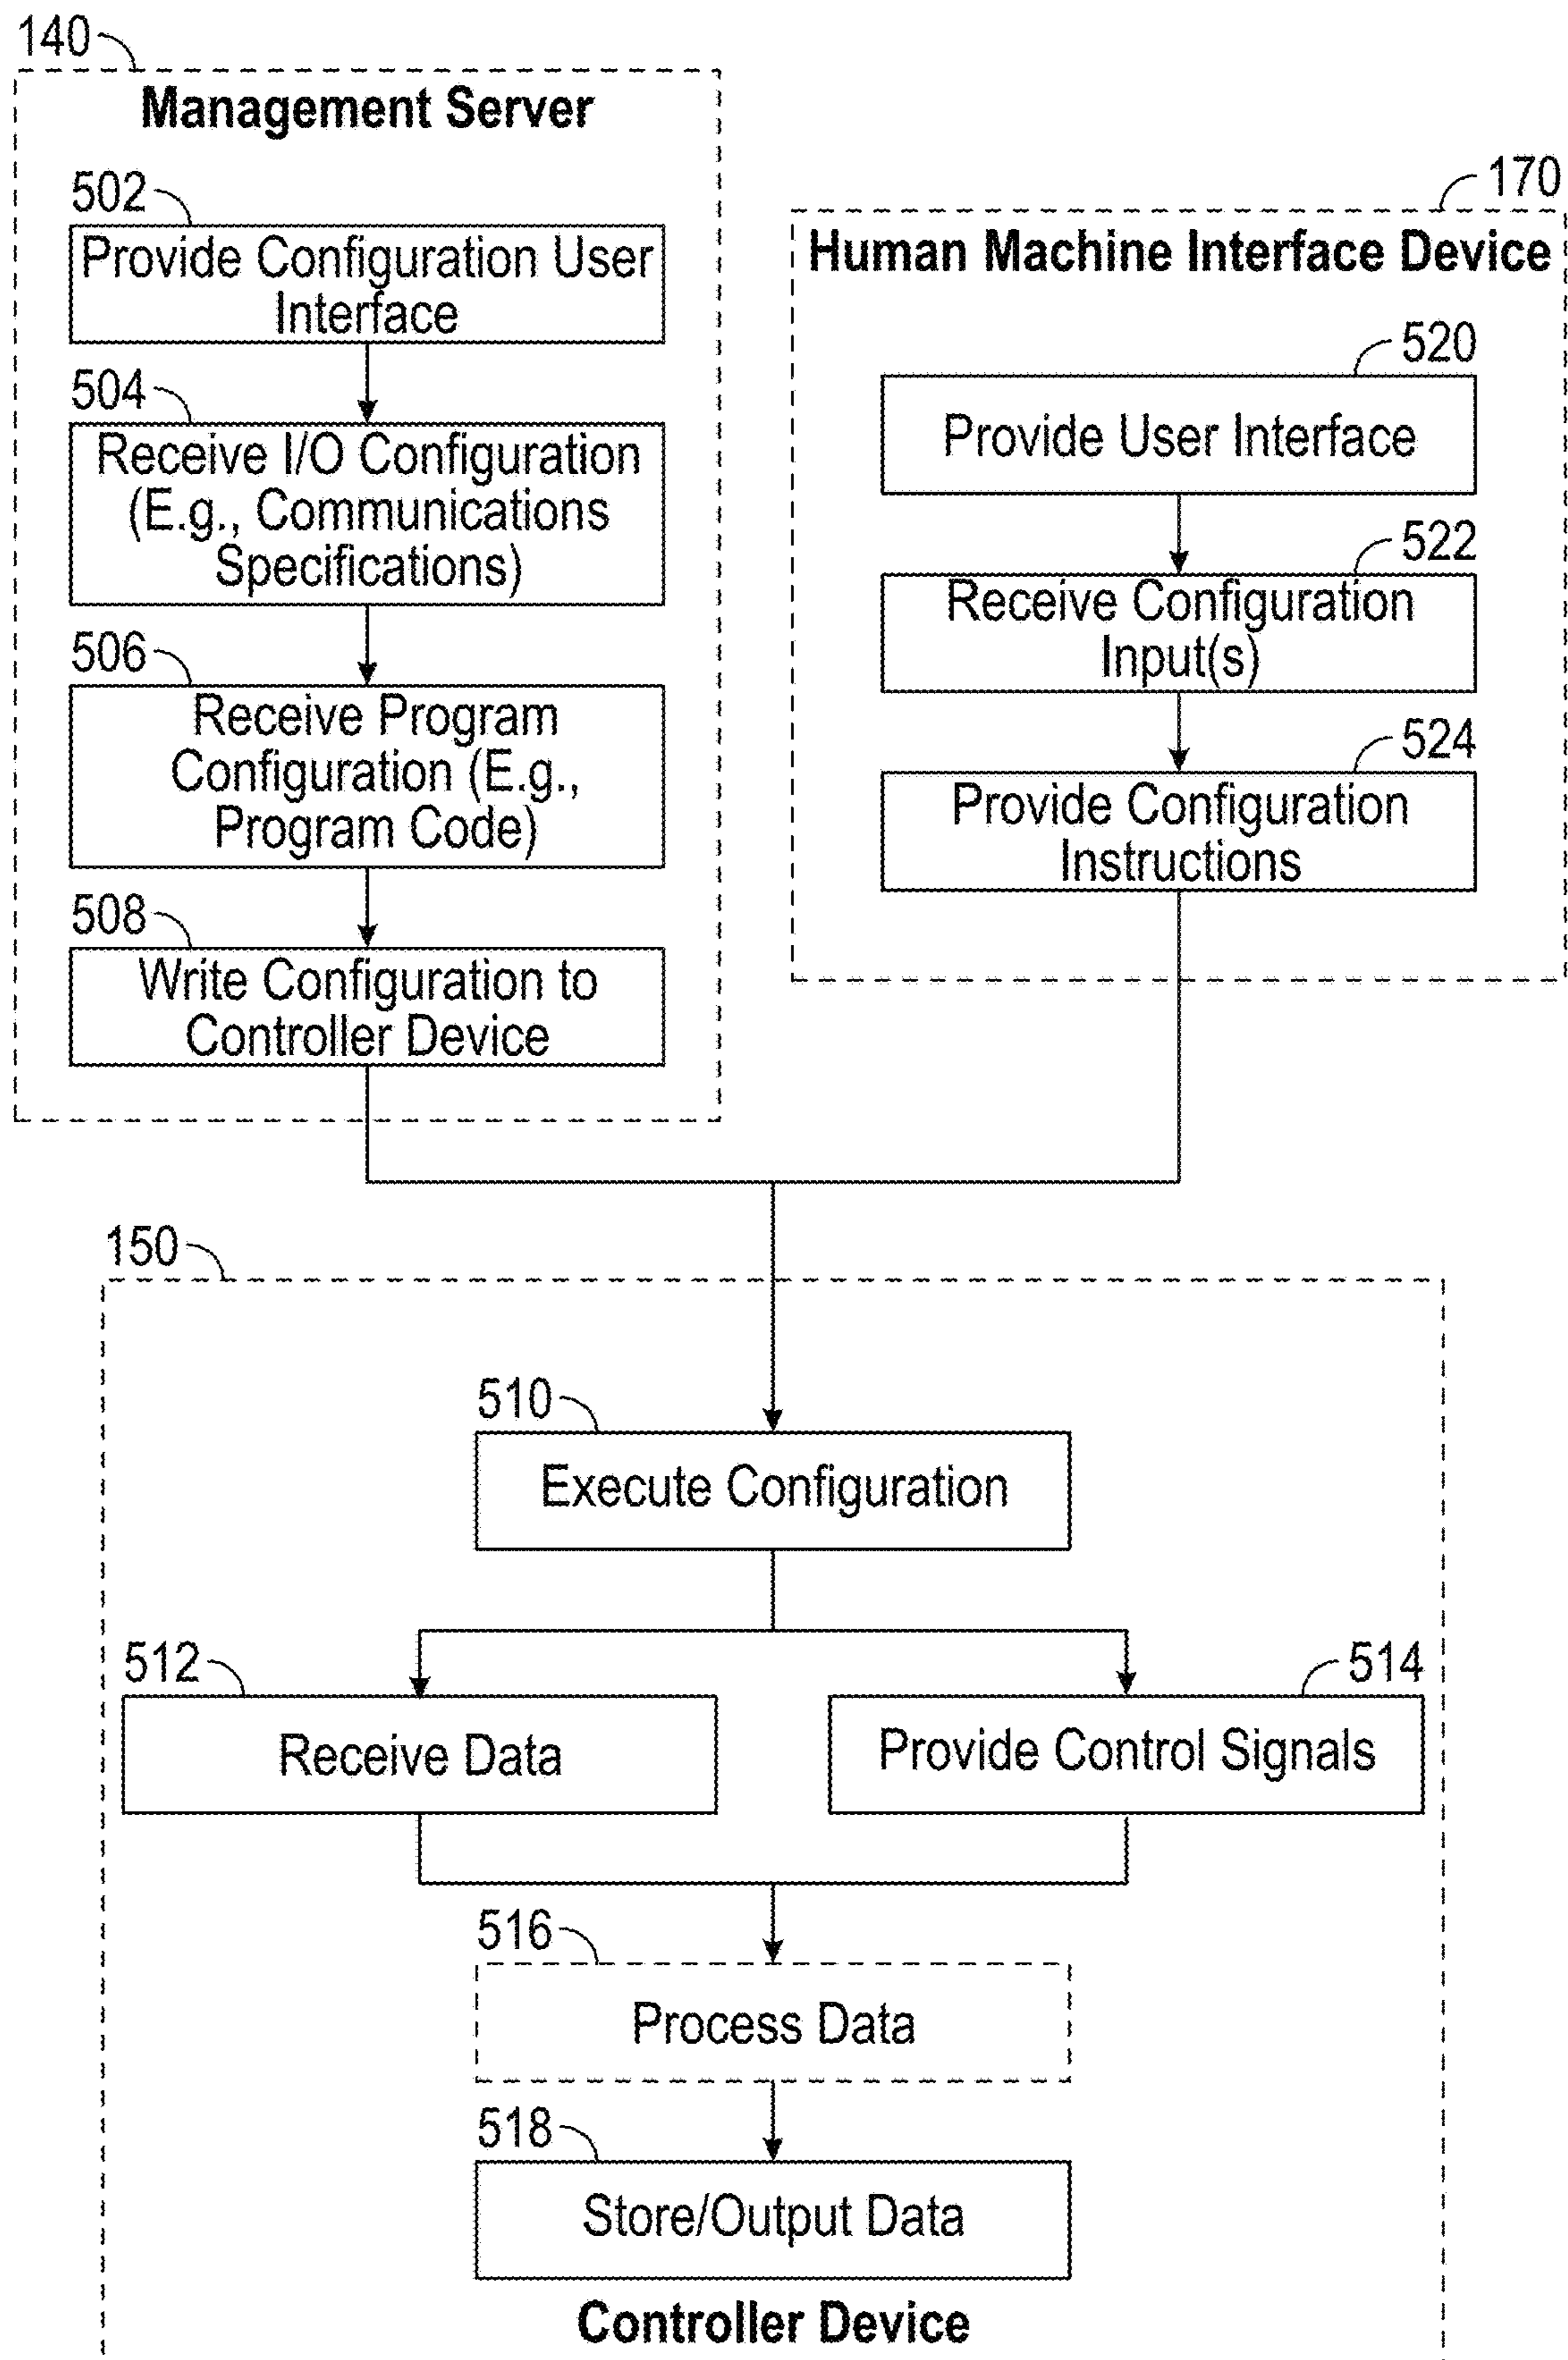 140
Management Server
502
Provide Configuration User
Interface
504
Receive I/O Configuration
(E.g., Communications
Specifications)
506
Receive Program
Configuration (E.g.,
Program Code)
508
Write Configuration to
Controller Device
170
Human Machine Interface Device
520
Provide User Interface
522
Receive Configuration
Input(s)
524
Provide Configuration
Instructions
150
510
Execute Configuration
512
Receive Data
514
Provide Control Signals
516
Process Data
518
Store/Output Data
Controller Device